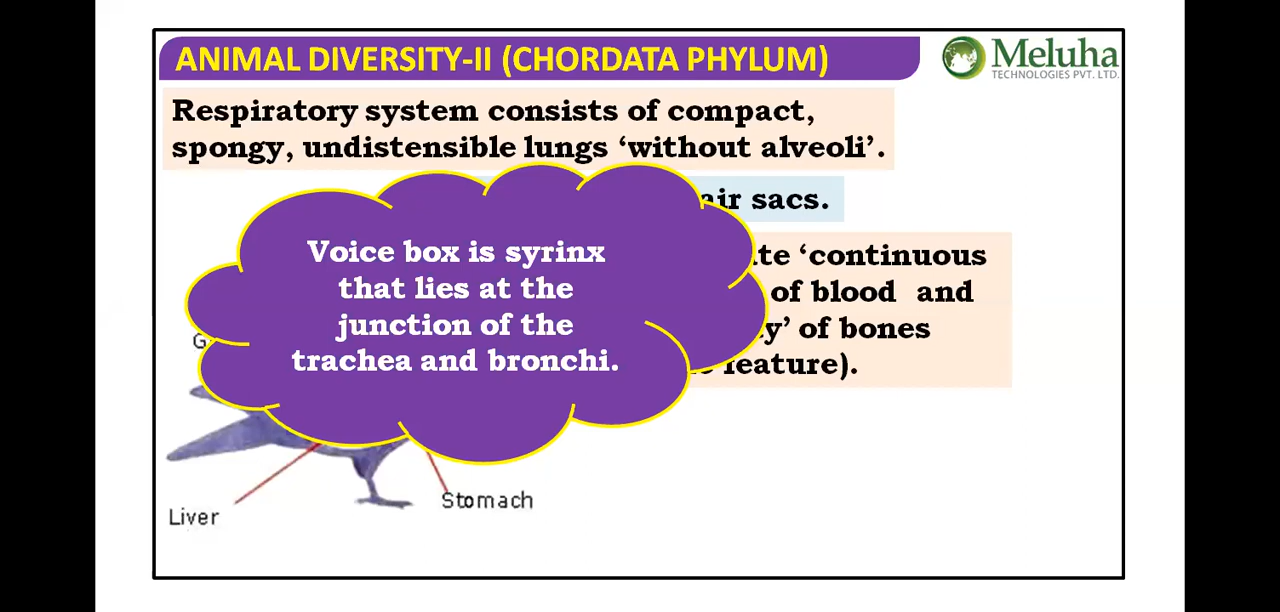 ANIMAL DIVERSITY-II (CHORDATA PHYLUM)
Meluha
TECHNOLOGIES PVT. LTD.
Respiratory system consists of compact,
spongy, undistensible lungs ‘without alveoli’.
air sacs.
‘continuous
of blood and
of bones
feature).
Voice box is syrinx
that lies at the
junction of the
trachea and bronchi.
Liver
Stomach